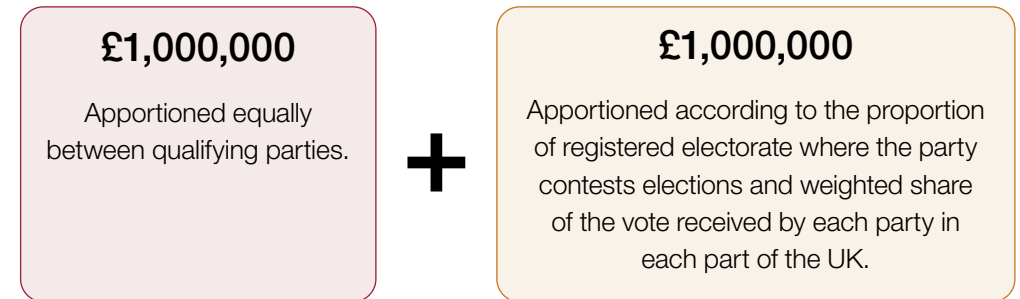 £1,000,000
Apportioned equally
between qualifying parties.
+
£1,000,000
Apportioned according to the proportion
of registered electorate where the party
contests elections and weighted share
of the vote received by each party in
each part of the UK.